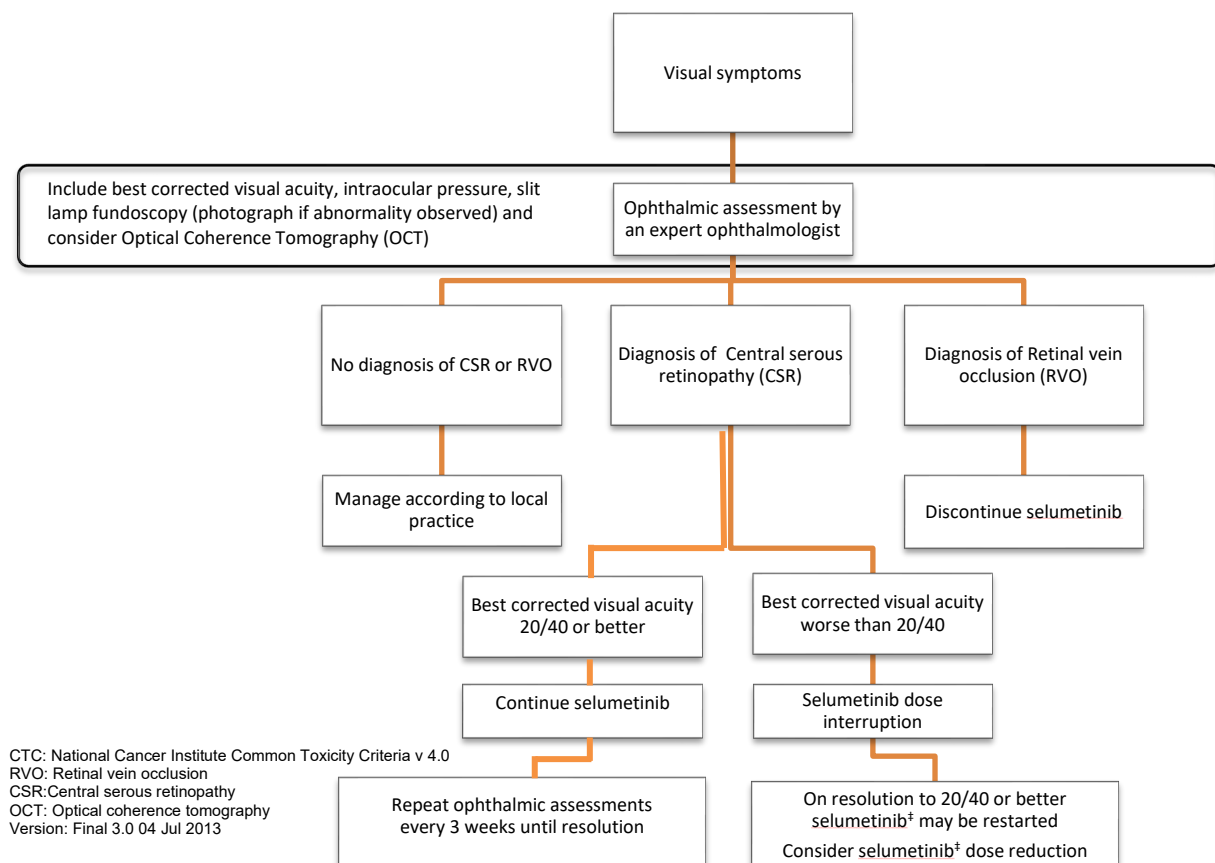 Visual symptoms
Include best corrected visual acuity, intraocular pressure, slit
lamp fundoscopy (photograph if abnormality observed) and
consider Optical Coherence Tomography (OCT)
Ophthalmic assessment by
an expert ophthalmologist
No diagnosis of CSR or RVO
Diagnosis of  Central serous
retinopathy (CSR)
Diagnosis of Retinal vein
occlusion (RVO)
Manage according to local
practice
Discontinue selumetinib
Best corrected visual acuity
20/40 or better
Best corrected visual acuity
worse than 20/40
Continue selumetinib
Selumetinib dose
interruption
Repeat ophthalmic assessments
every 3 weeks until resolution
On resolution to 20/40 or better
selumetinib‡ may be restarted
Consider selumetinib‡ dose reduction
CTC: National Cancer Institute Common Toxicity Criteria v 4.0
RVO: Retinal vein occlusion
CSR:Central serous retinopathy
OCT: Optical coherence tomography
Version: Final 3.0 04 Jul 2013